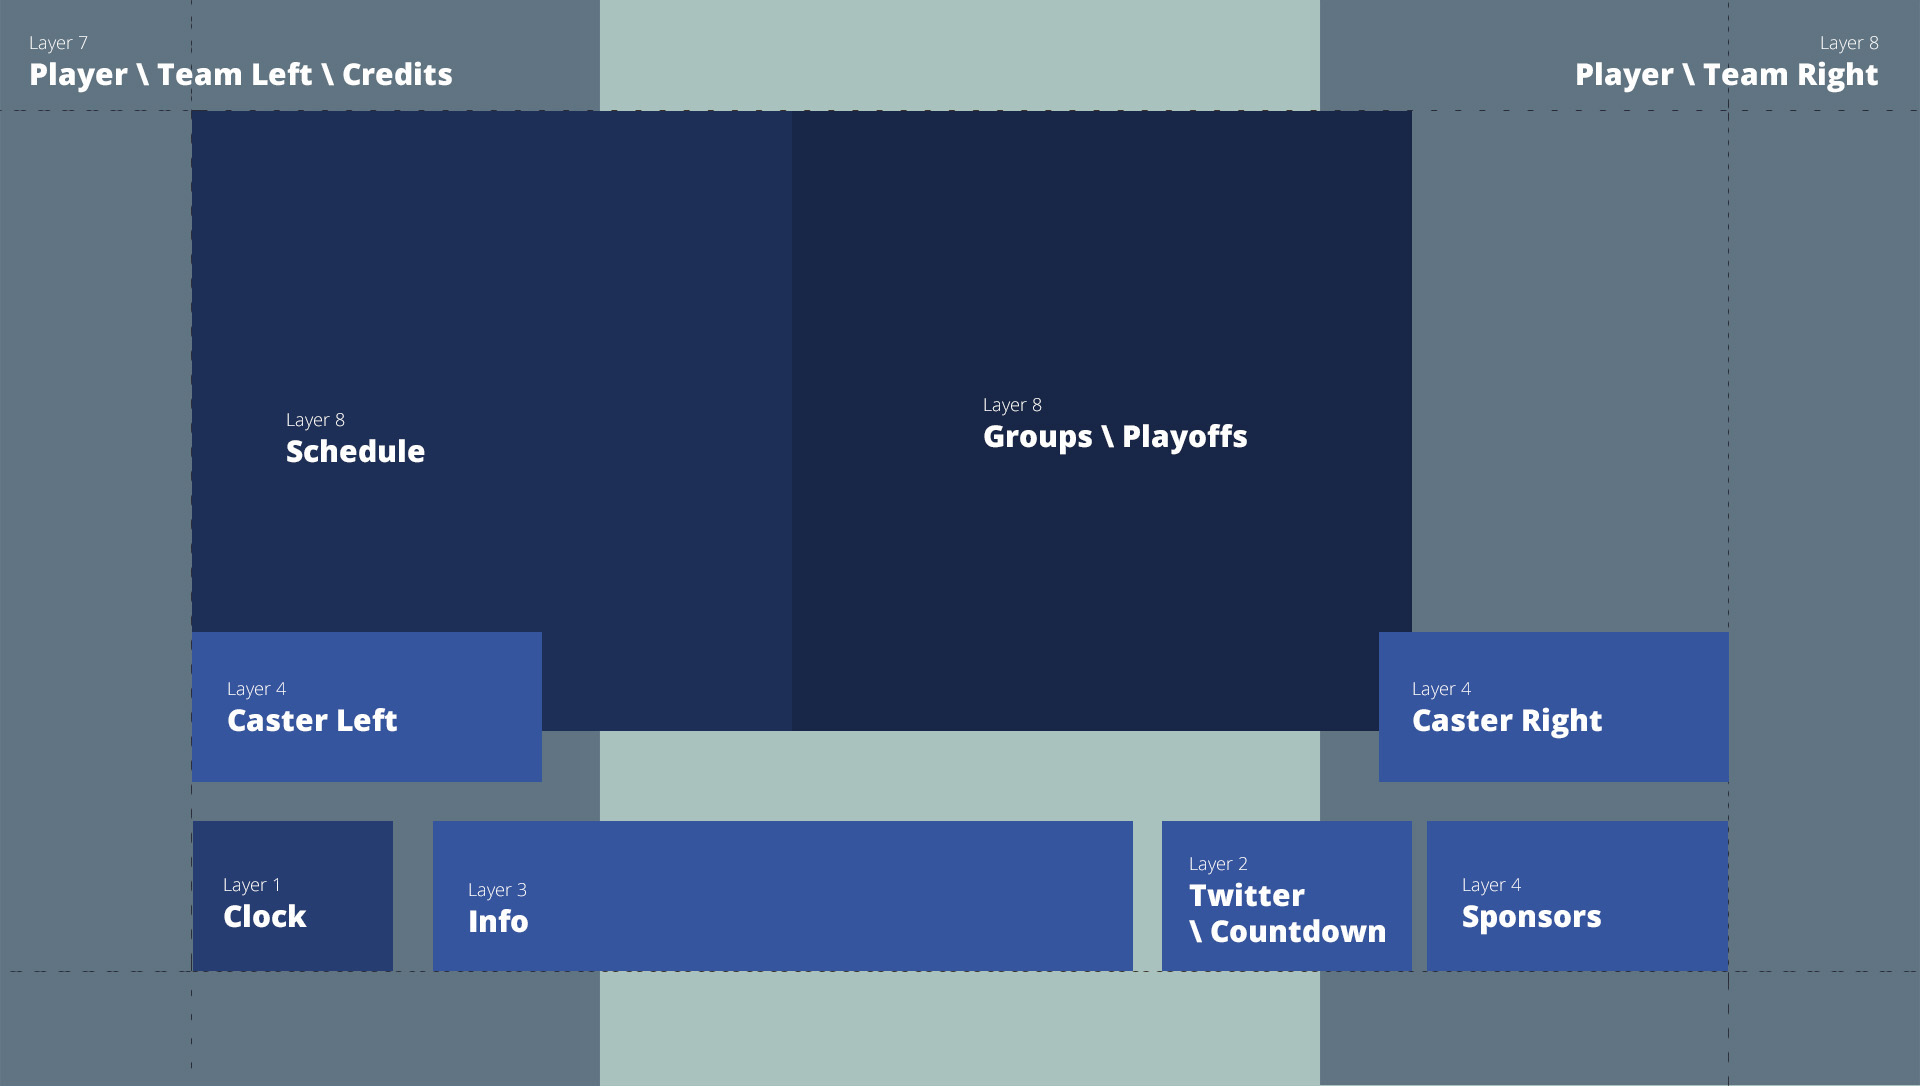 Layer 7
Player \ Team Left \ Credits
Layer 8
Player \ Team Right
Layer 8
Schedule
Layer 8
Groups \ Playoffs
Layer 4
Caster Left
Layer 4
Caster Right
Layer 1
Clock
Layer 3
Info
Layer 2
Twitter
\ Countdown
Layer 4
Sponsors